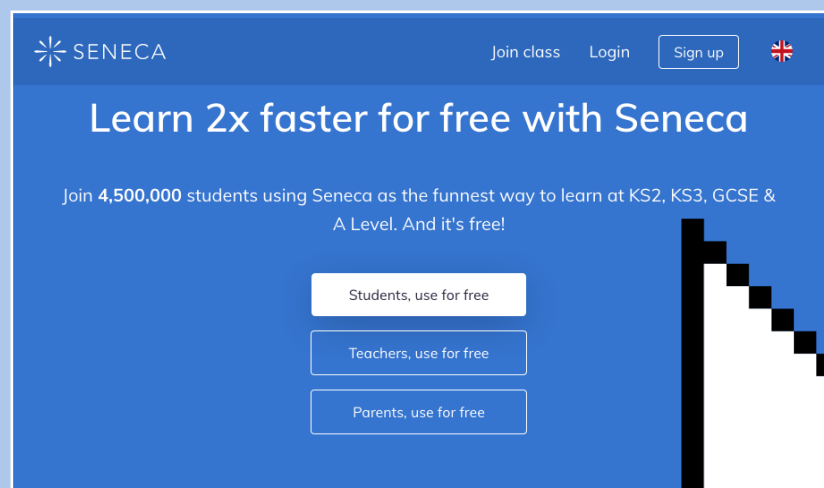 SENECA
Join class
Login
Sign up
Learn 2x faster for free with Seneca
Join 4,500,000 students using Seneca as the funnest way to learn at KS2, KS3, GCSE &
A Level. And it's free!
Students, use for free
Teachers, use for free
Parents, use for free